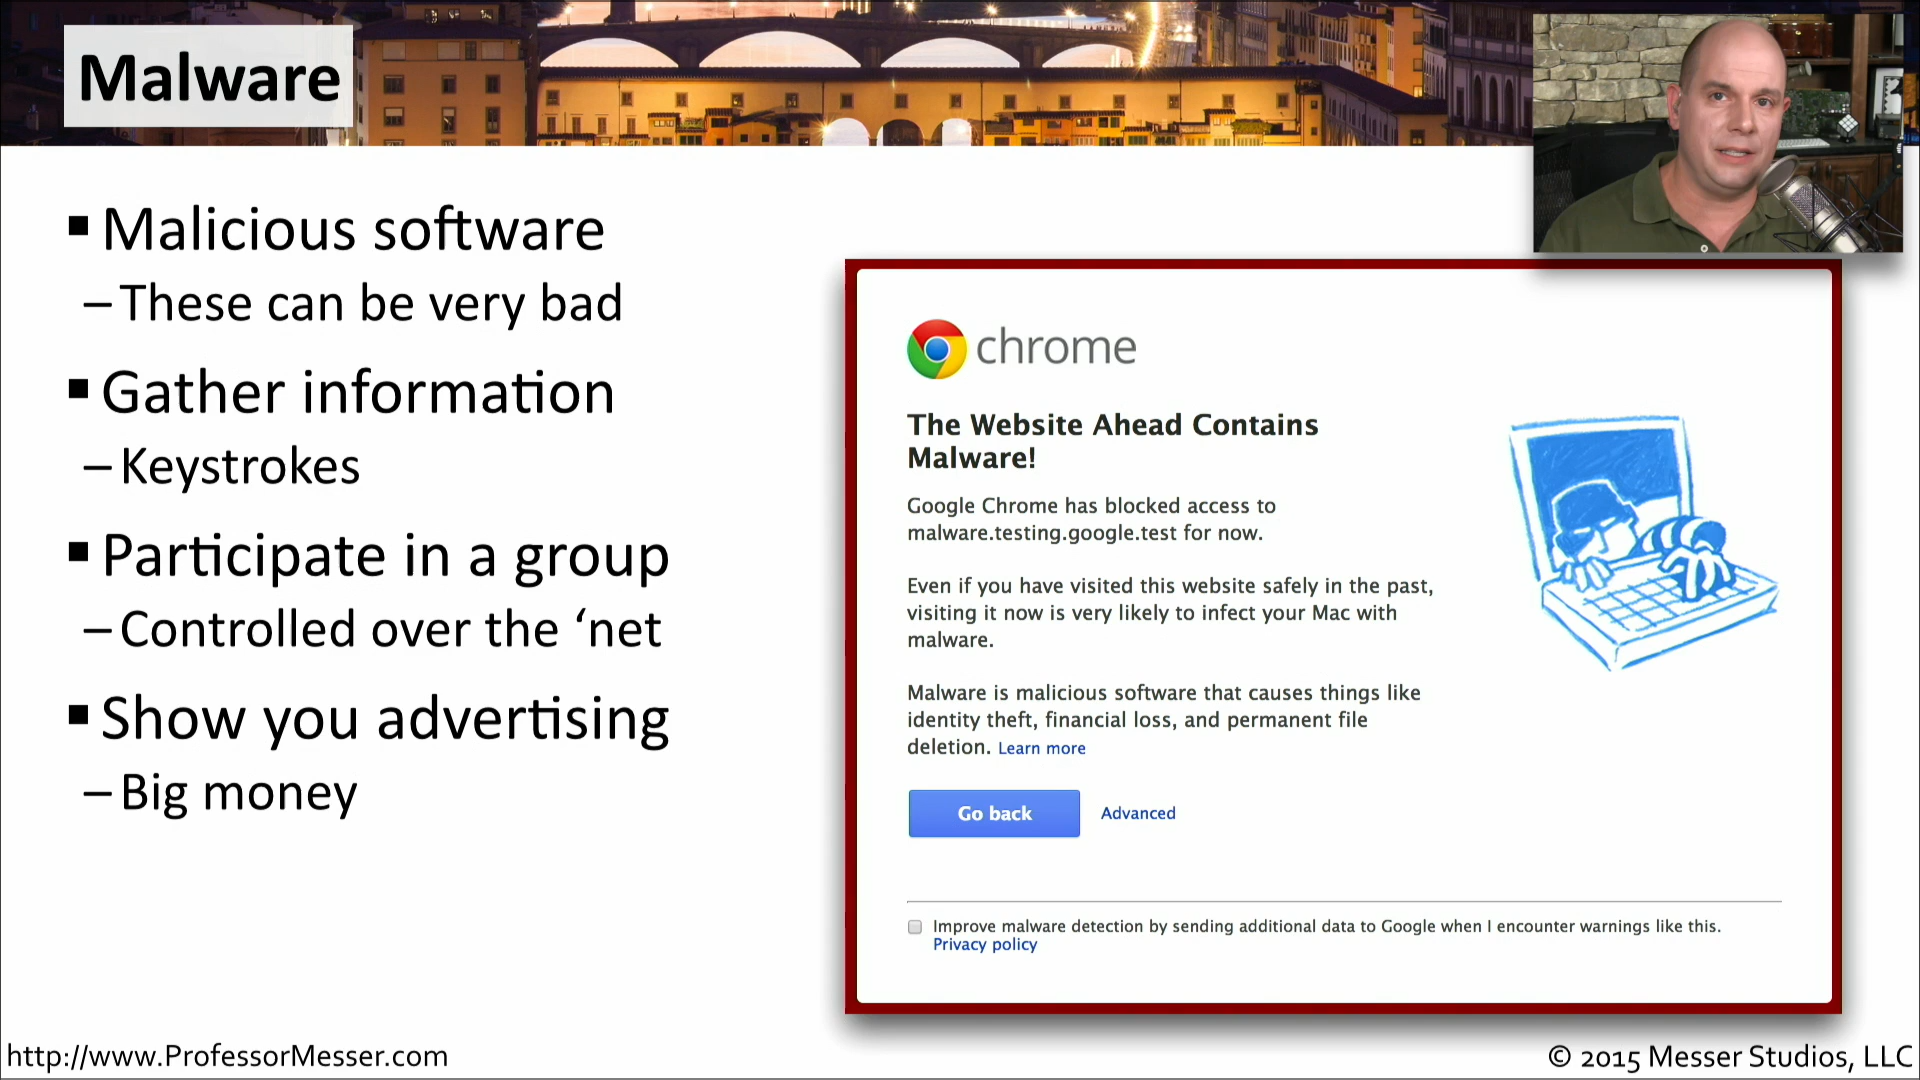 Malware
▪ Malicious software
– These can be very bad
▪ Gather information
– Keystrokes
▪ Participate in a group
– Controlled over the ‘net
▪ Show you advertising
– Big money
chrome
The Website Ahead Contains
Malware!
Google Chrome has blocked access to
malware.testing.google.test for now.
Even if you have visited this website safely in the past,
visiting it now is very likely to infect your Mac with
malware.
Malware is malicious software that causes things like
identity theft, financial loss, and permanent file
deletion. Learn more
Go back Advanced
Improve malware detection by sending additional data to Google when I encounter warnings like this.
Privacy policy
http://www.ProfessorMesser.com
© 2015 Messer Studios, LLC